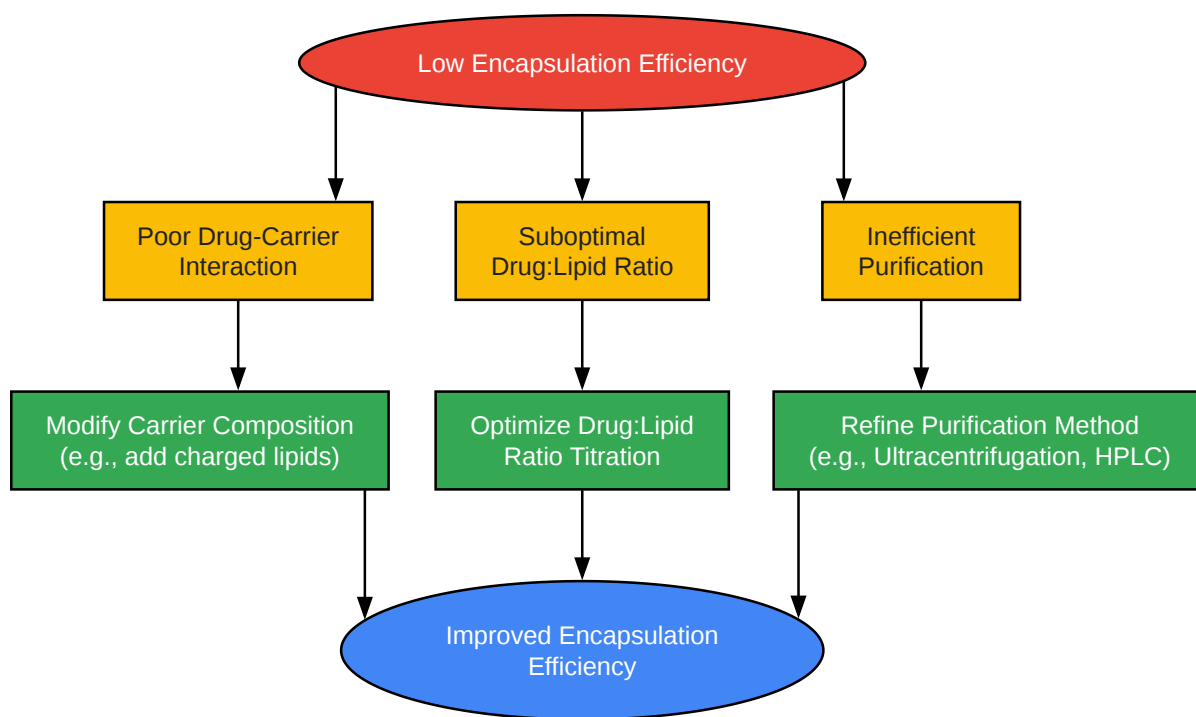 Low Encapsulation Efficiency
Poor Drug-Carrier
Interaction
Suboptimal
Drug:Lipid Ratio
Inefficient
Purification
Modify Carrier Composition
(e.g., add charged lipids)
Optimize Drug:Lipid
Ratio Titration
Refine Purification Method
(e.g., Ultracentrifugation, HPLC)
Improved Encapsulation
Efficiency